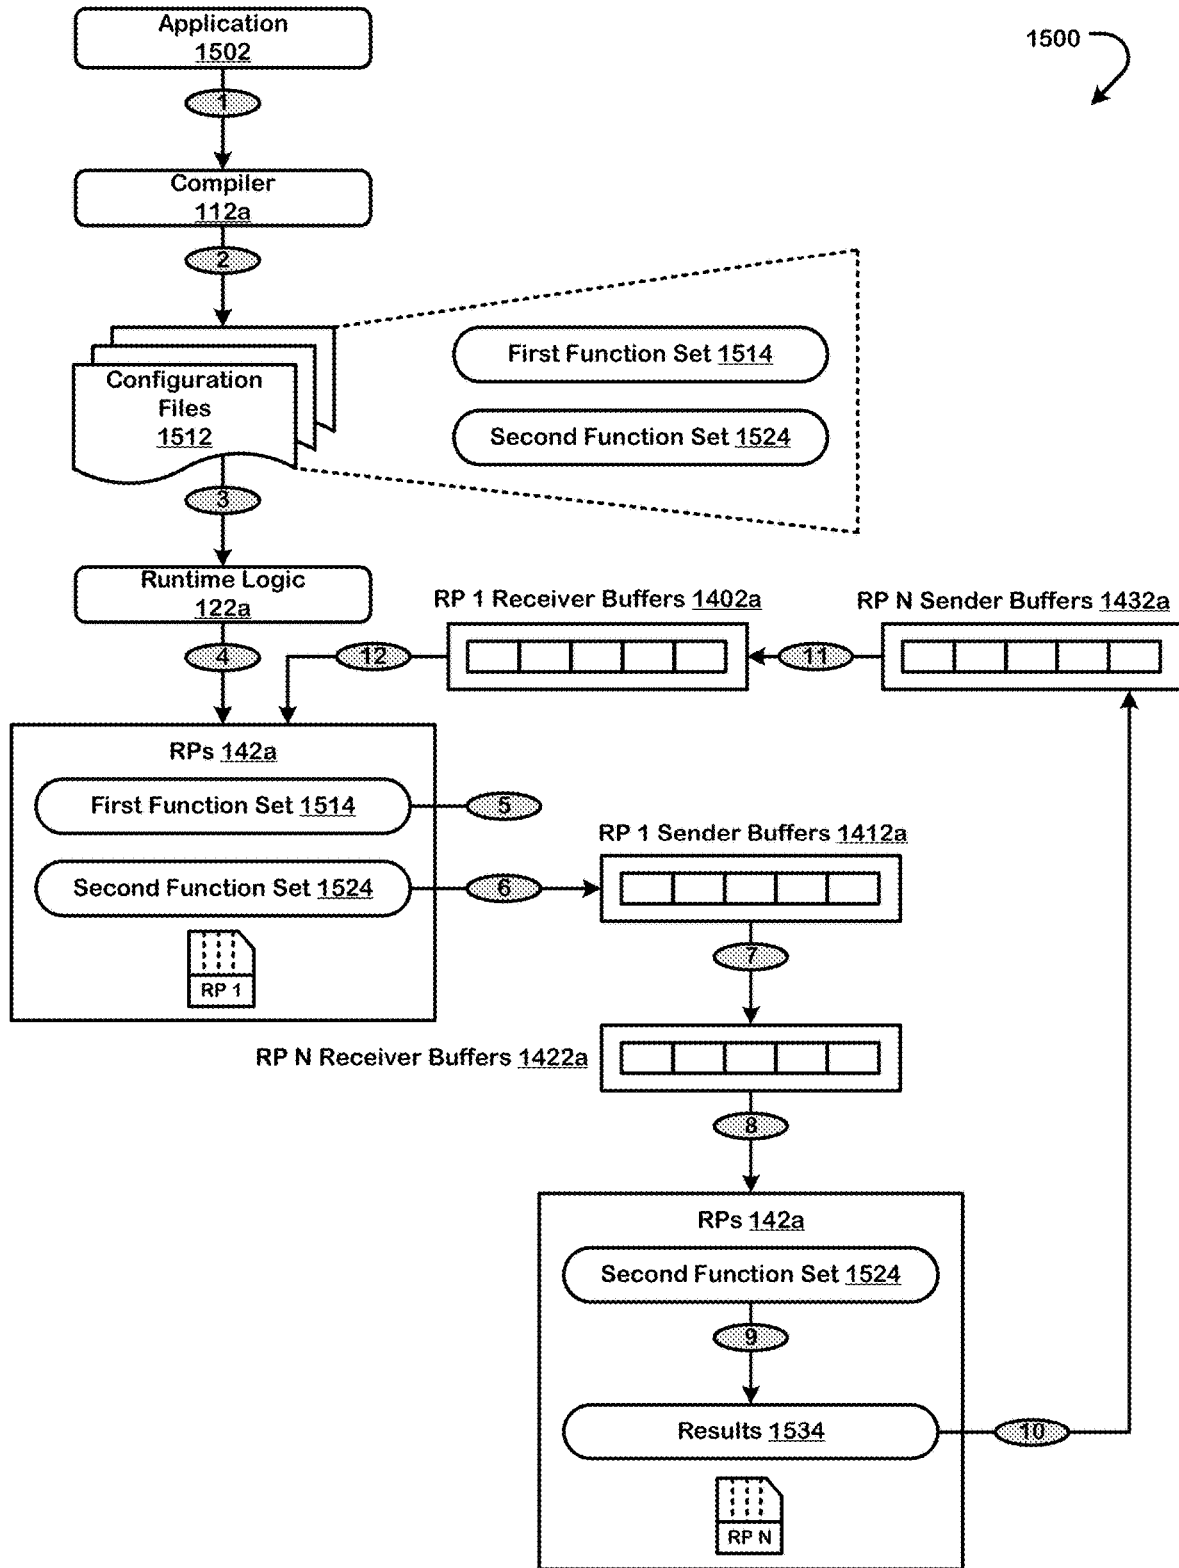 Application
1502
1500
1
Compiler
112a
2
First Function Set 1514
Configuration
Files
1512
Second Function Set 1524
3
Runtime Logic
122a
RP 1 Receiver Buffers 1402a
RP N Sender Buffers 1432a
4
12
11
RPs 142a
First Function Set 1514
5
RP 1 Sender Buffers 1412a
Second Function Set 1524
6
7
RP 1
RP N Receiver Buffers 1422a
8
RPs 142a
Second Function Set 1524
9
Results 1534
10
RP N